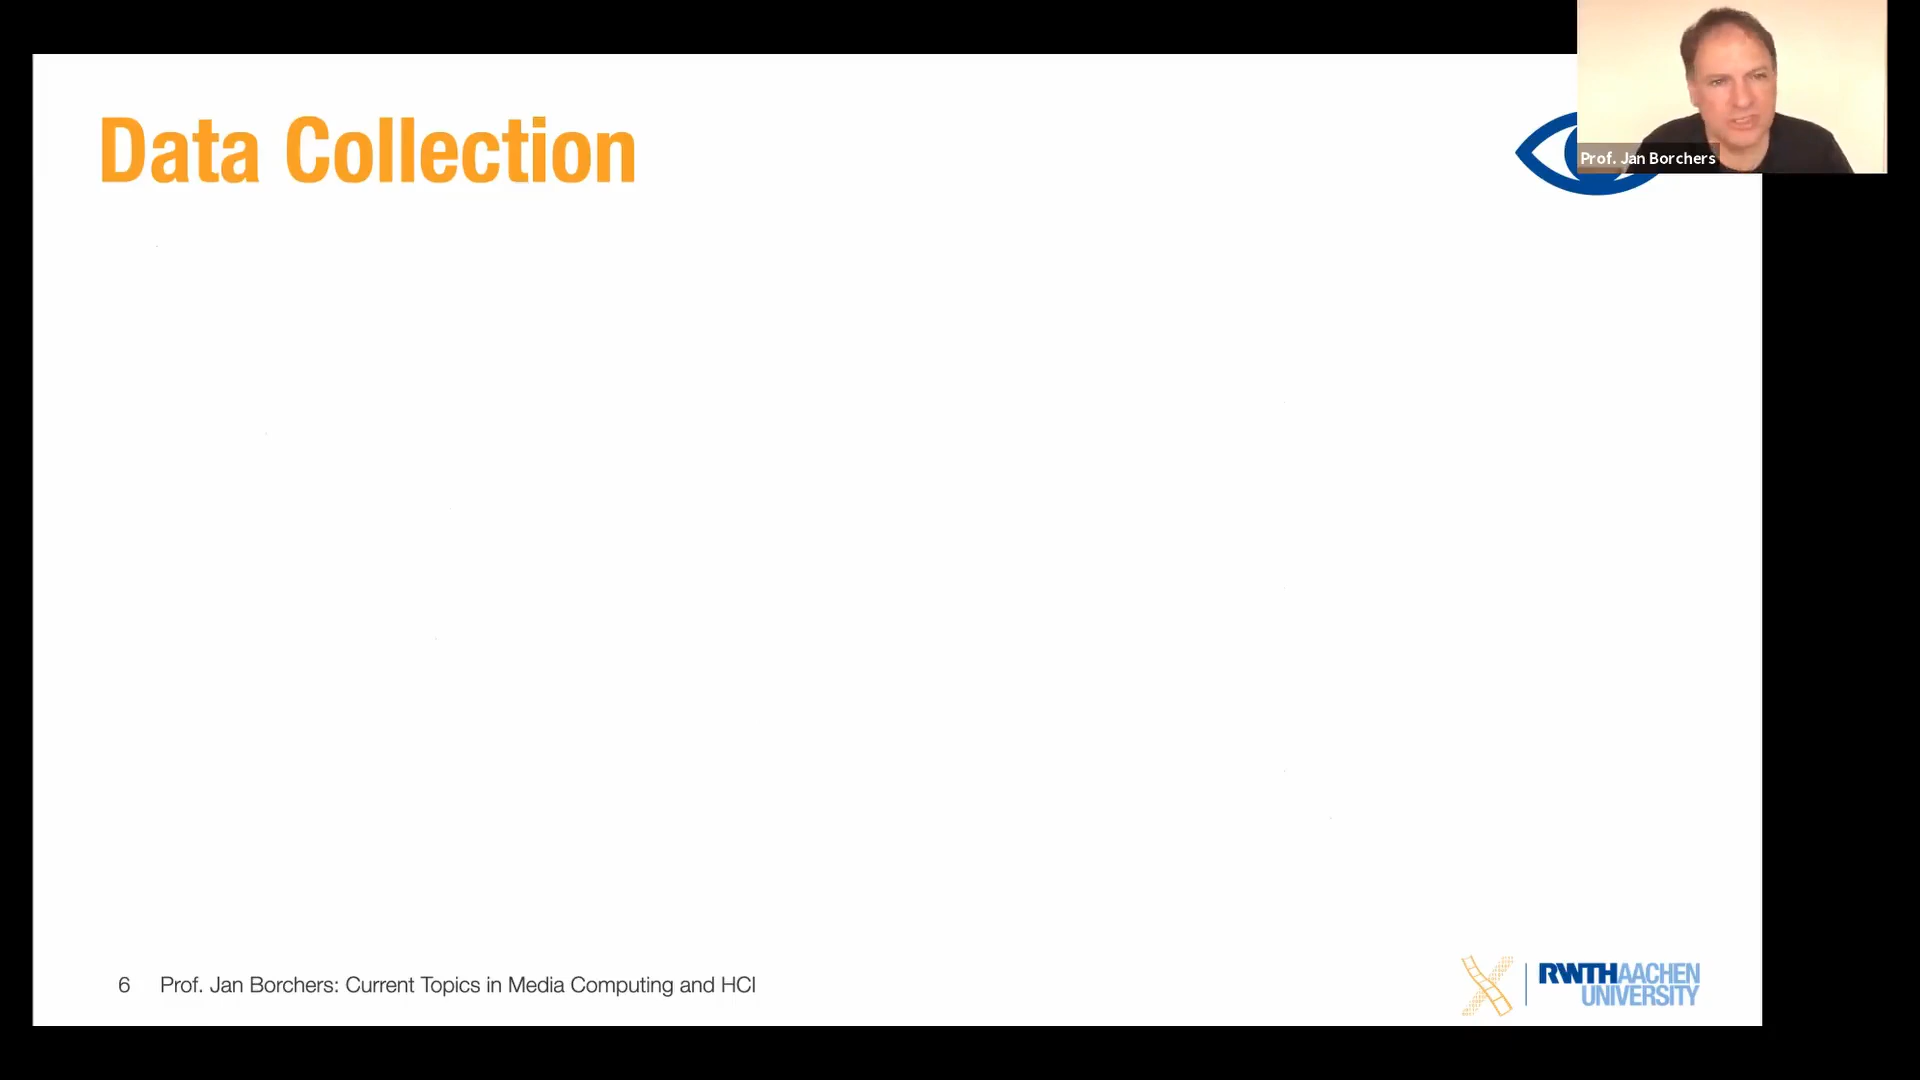 Data Collection
Prof. Jan Borchers
6 Prof. Jan Borchers: Current Topics in Media Computing and HCI
RWTHAACHEN
UNIVERSITY